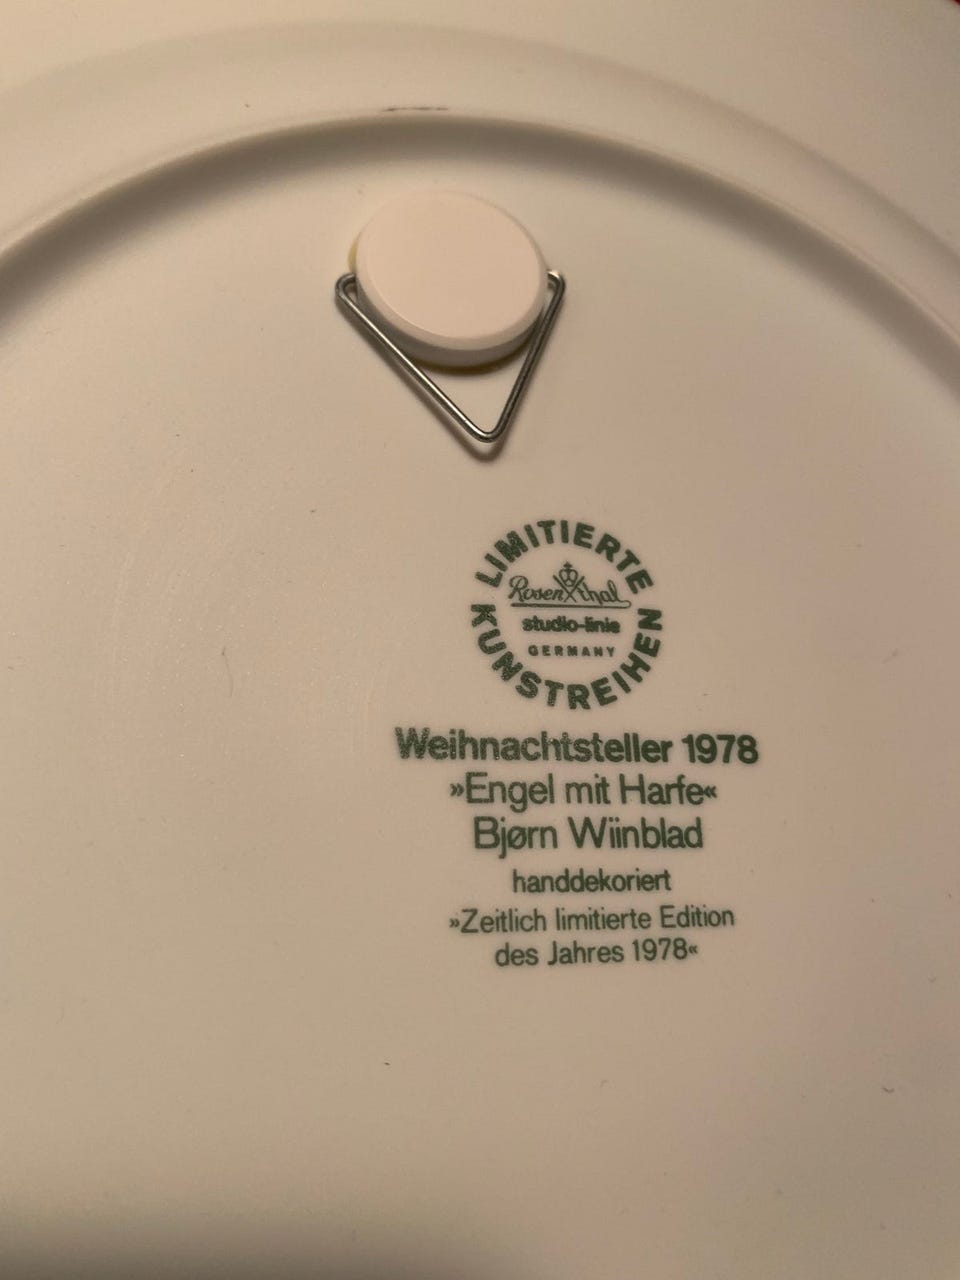 LIMITIERTE
Rosenthal
studio-linie
GERMANY
KUNSTREIHEN
Weihnachtsteller 1978
»Engel mit Harfe«
Bjørn Wiinblad
handdekoriert
»Zeitlich limitierte Edition
des Jahres 1978«